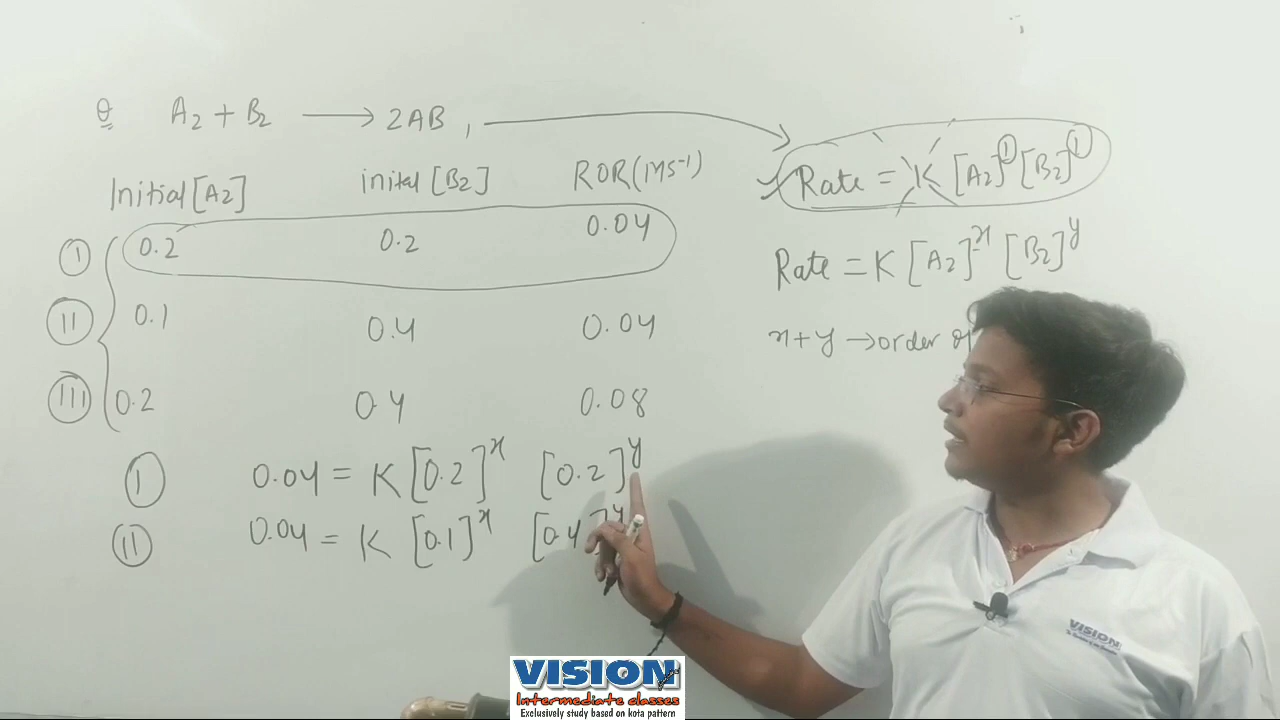 Q A₂ + B₂ ⟶ 2AB ,
Initial [A₂] inital [B₂] ROR (MS⁻¹)
I 0.2 0.2 0.04
II 0.1 0.4 0.04
III 0.2 0.4 0.08
I 0.04 = K [0.2]ˣ [0.2]ʸ
II 0.04 = K [0.1]ˣ [0.4]ʸ
Rate = K [A₂]¹ [B₂]¹
Rate = K [A₂]ˣ [B₂]ʸ
x + y → order of
VISION
VISION
Intermediate classes
Exclusively study based on kota pattern